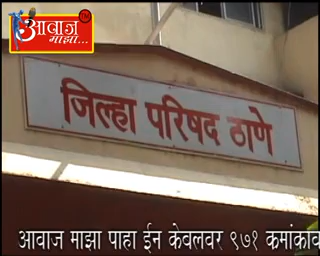 आवाज
माझा...
जिल्हा परिषद ठाणे
आवाज माझा पाहा ईन केबलवर ९७१ क्रमांकाव